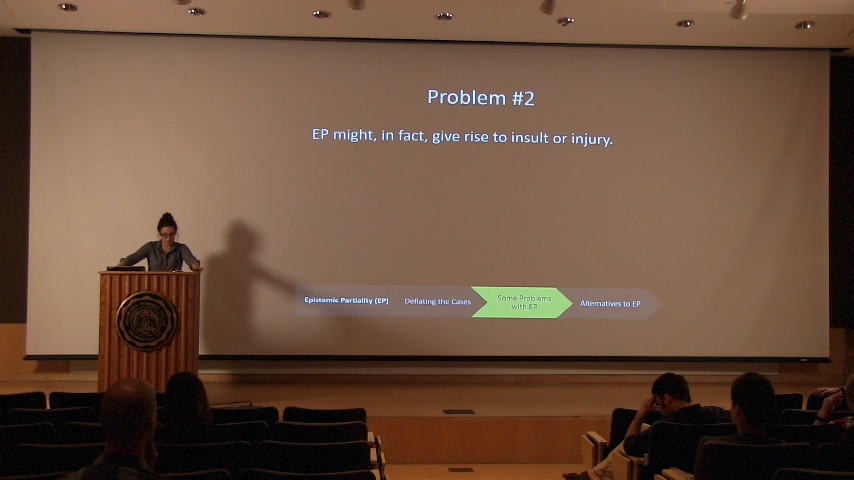 Problem #2
EP might, in fact, give rise to insult or injury.
Epistemic Partiality (EP)
Deflating the Cases
Some Problems
with EP
Alternatives to EP